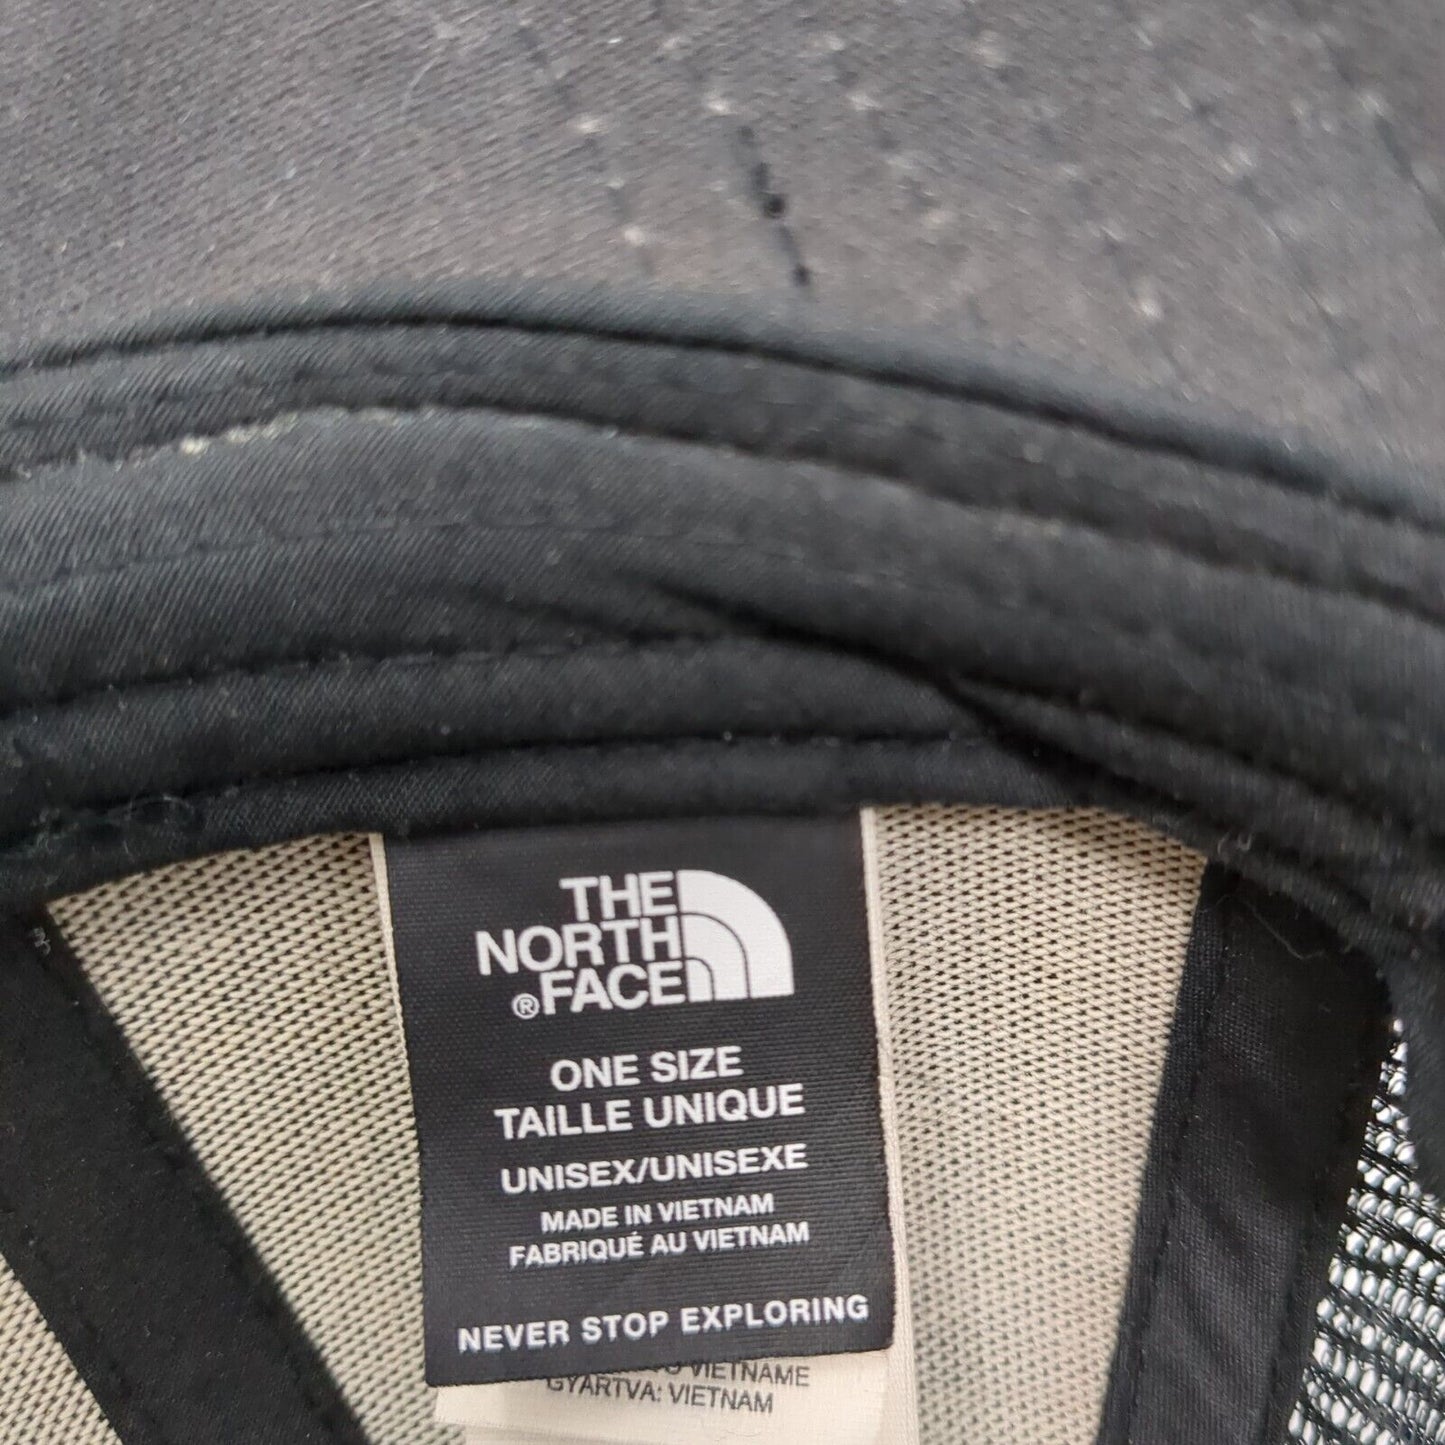 THE
NORTH
®FACE
ONE SIZE
TAILLE UNIQUE
UNISEX/UNISEXE
MADE IN VIETNAM
FABRIQUÉ AU VIETNAM
NEVER STOP EXPLORING
VIETNAME
GYÁRTVA: VIETNAM